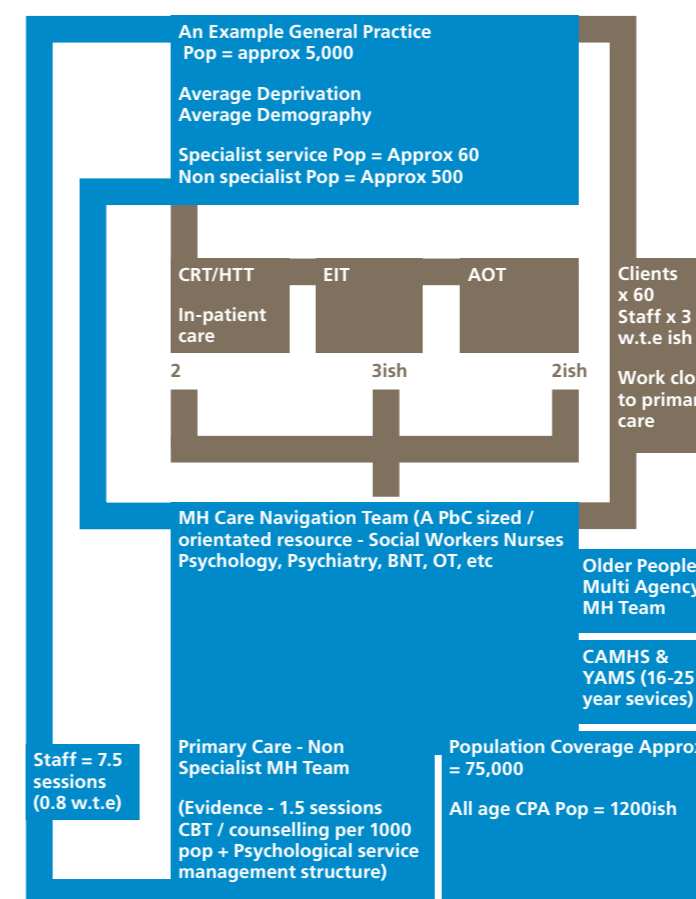 An Example General Practice
Pop = approx 5,000
Average Deprivation
Average Demography
Specialist service Pop = Approx 60
Non specialist Pop = Approx 500
CRT/HTT
In-patient
care
EIT
AOT
Clients
x 60
Staff x 3
w.t.e ish
Work
to
care
2
3ish
2ish
MH Care Navigation Team (A PbC sized /
orientated resource - Social Workers Nurses
Psychology, Psychiatry, BNT, OT, etc
Older People
Multi Agency
MH Team
CAMHS &
YAMS (16-25
year sevices)
Staff = 7.5
sessions
(0.8 w.t.e)
Primary Care - Non
Specialist MH Team
(Evidence - 1.5 sessions
CBT / counselling per 1000
pop + Psychological service
management structure)
Population Coverage Approx
= 75,000
All age CPA Pop = 1200ish